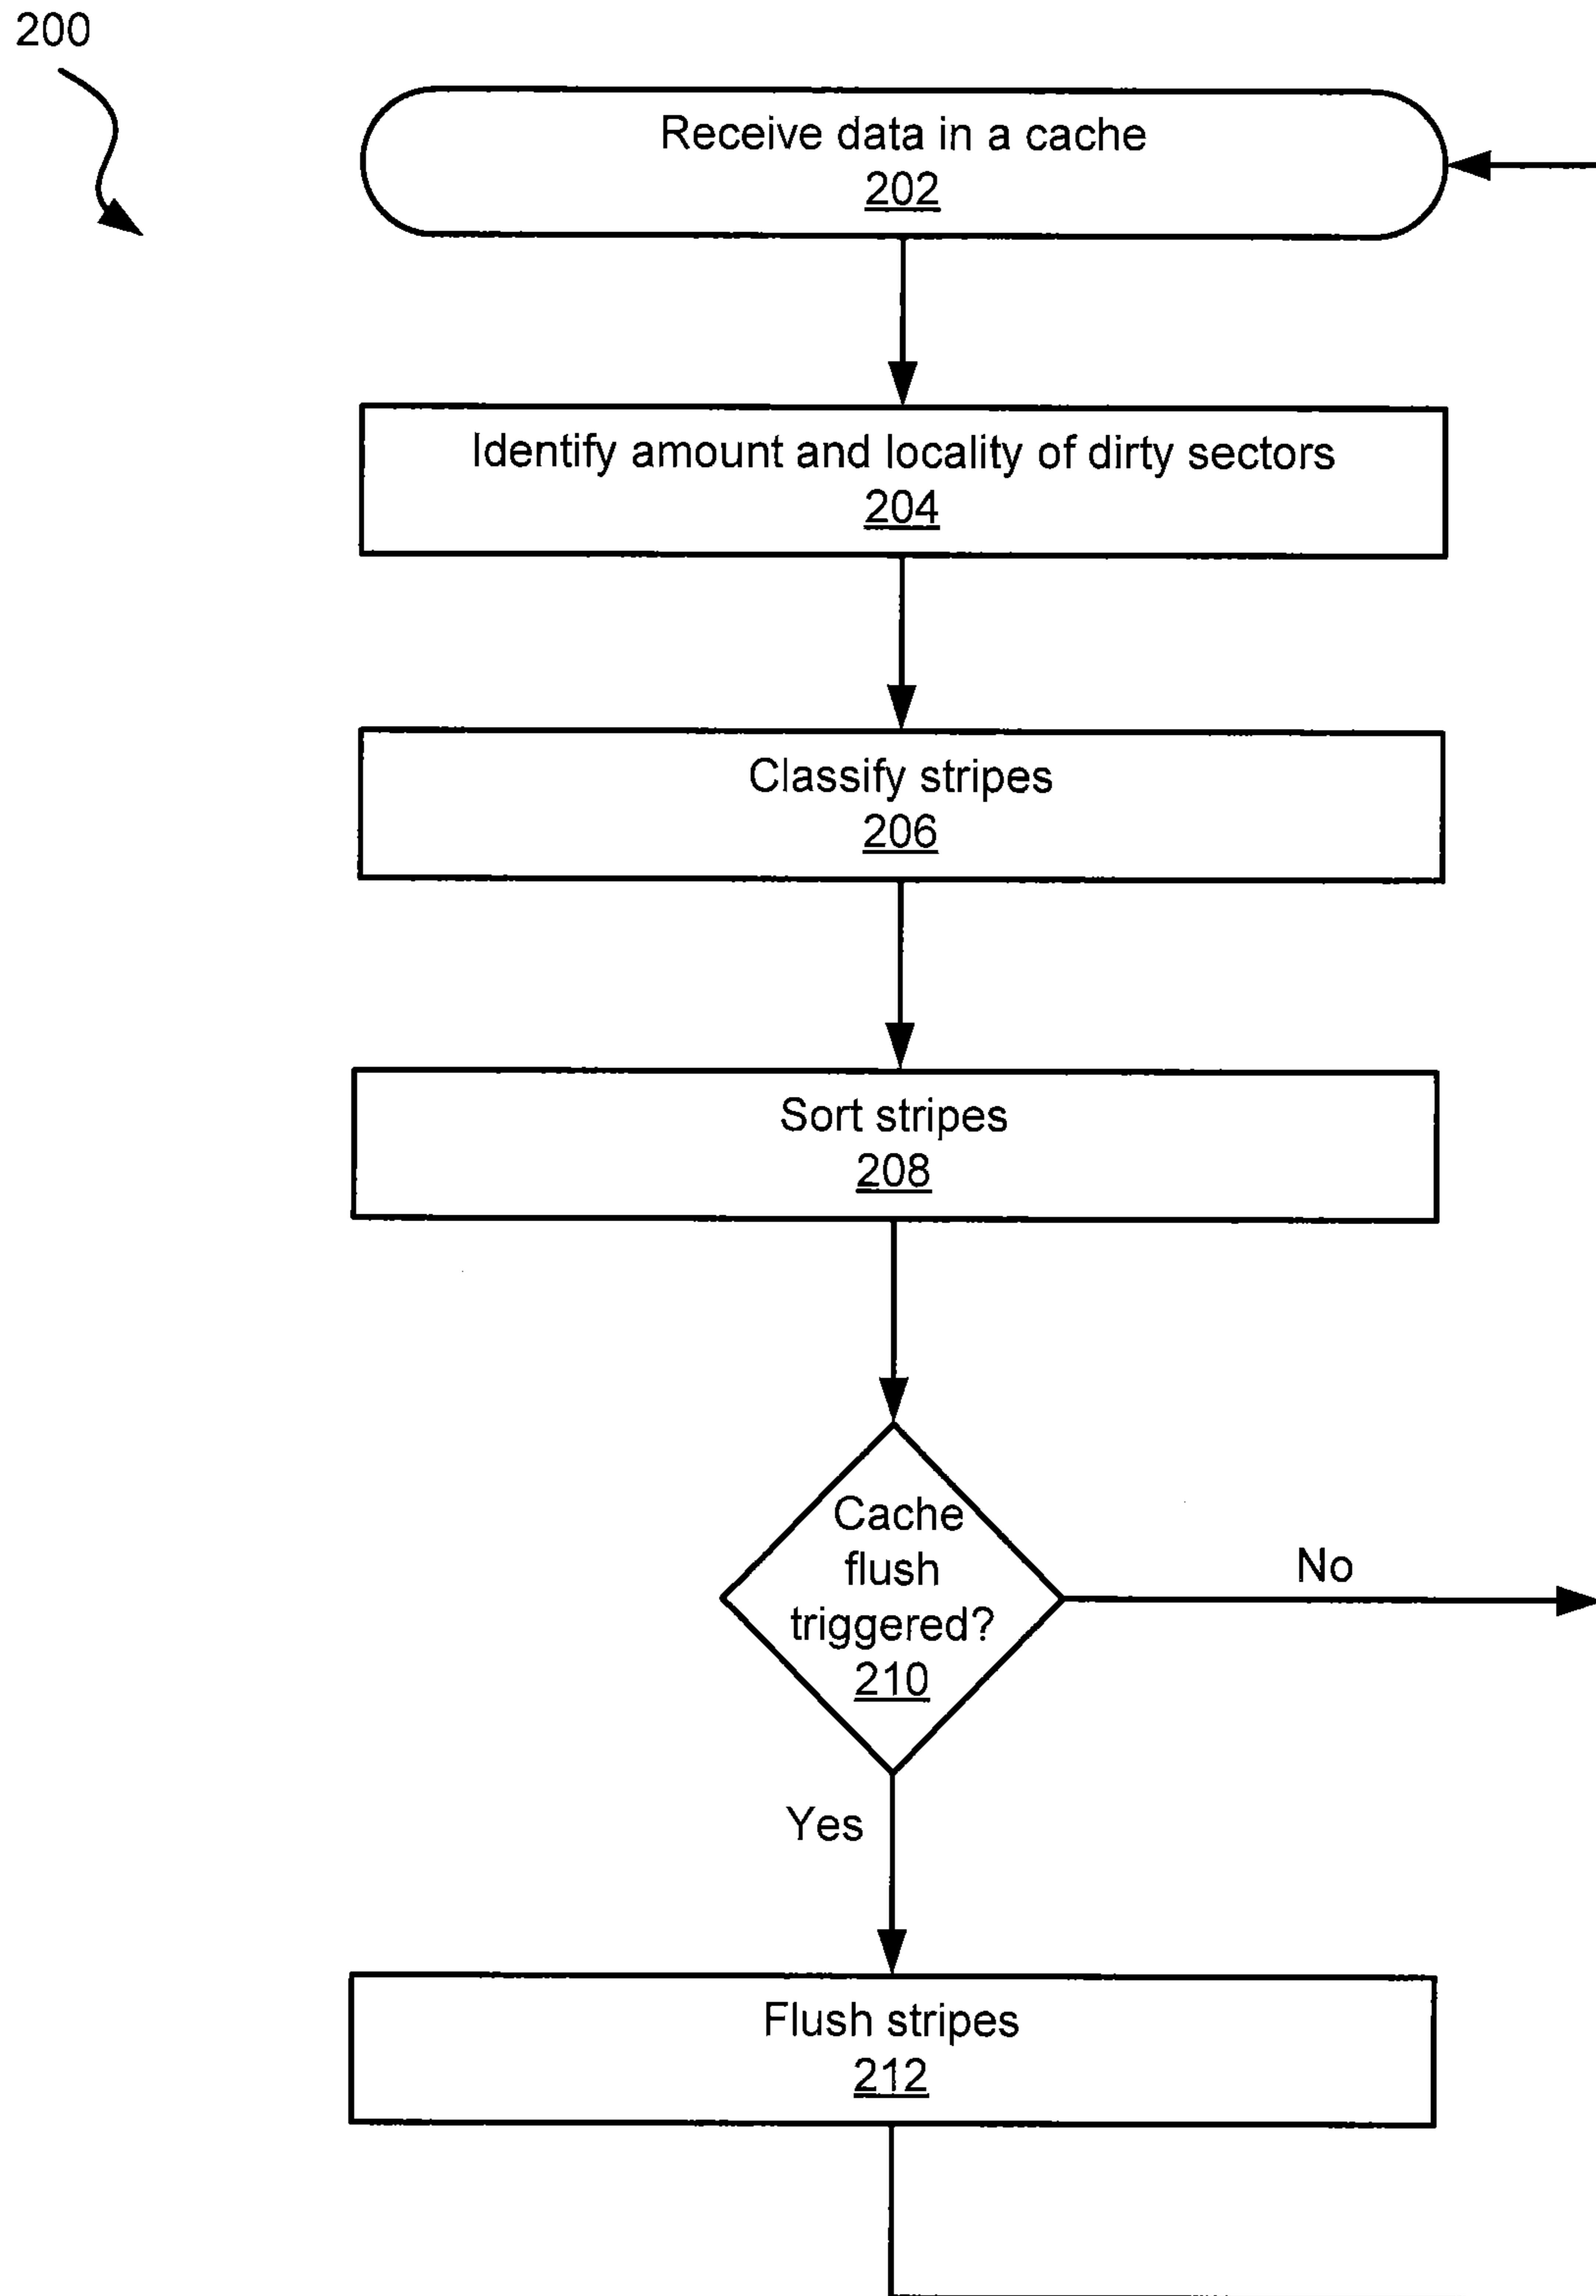 200
Receive data in a cache
202
Identify amount and locality of dirty sectors
204
Classify stripes
206
Sort stripes
208
Cache
flush
triggered?
210
No
Yes
Flush stripes
212